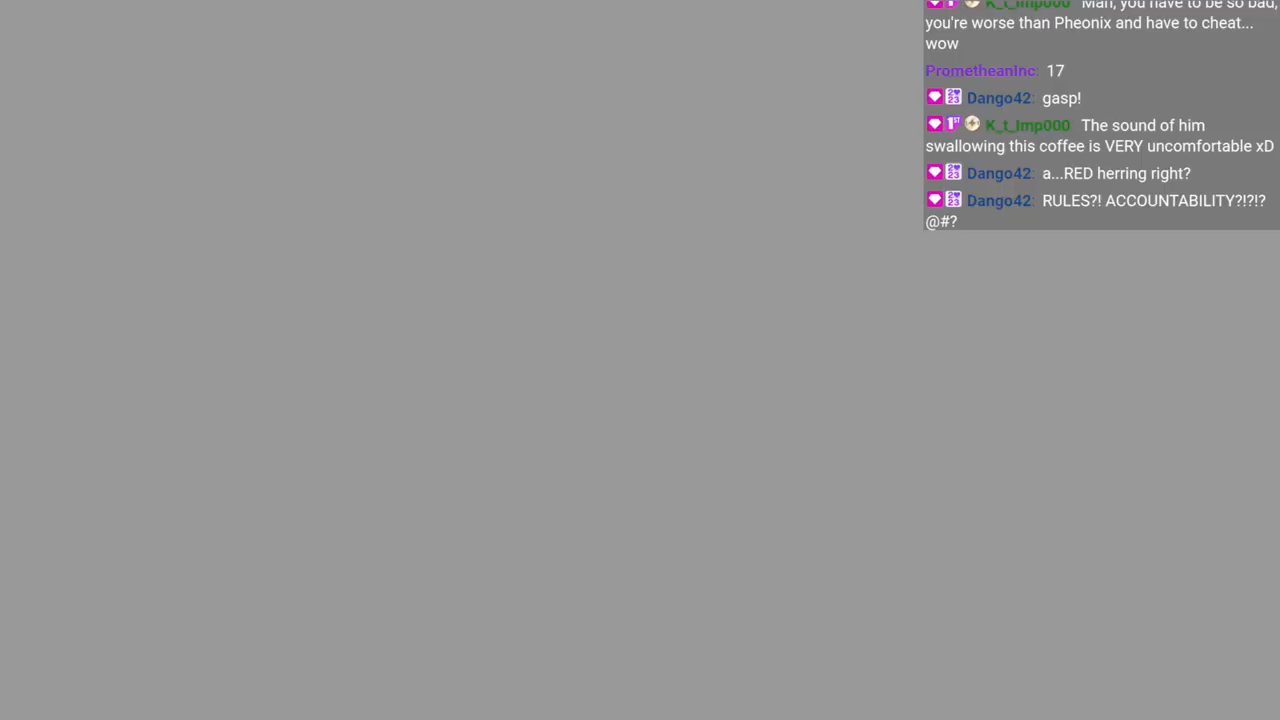 K_t_Imp000 Man, you have to be so bad,
you're worse than Pheonix and have to cheat...
wow
PrometheanInc: 17
Dango42: gasp!
K_t_Imp000 The sound of him
swallowing this coffee is VERY uncomfortable xD
Dango42: a...RED herring right?
Dango42: RULES?! ACCOUNTABILITY?!?!?
@#?